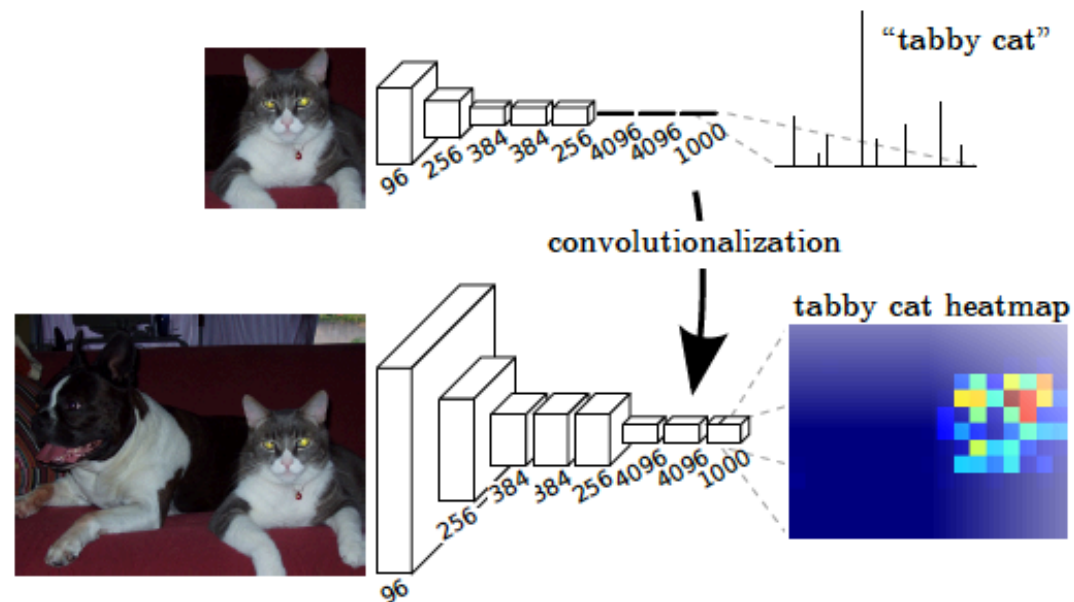 “tabby cat”
96 256 384 384 256 4096 4096 1000
convolutionalization
tabby cat heatmap
96 256 384 384 256 4096 4096 1000